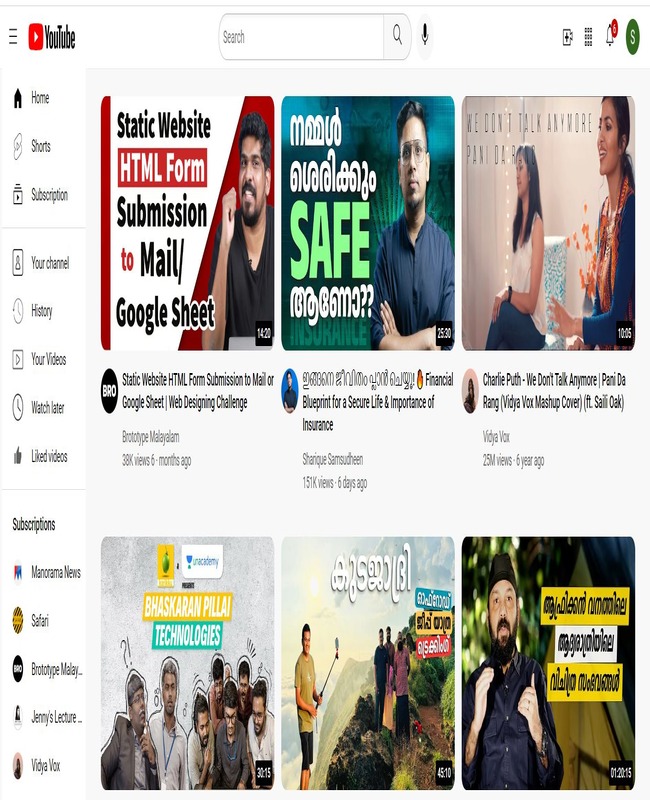 YouTube
Search
6
S
Home
Shorts
Subscription
Your channel
History
Your Videos
Watch later
Liked videos
Subscriptions
Manorama News
Safari
BRO
Brototype Malay...
Jenny's Lecture ...
Vidya Vox
Static Website
HTML Form
Submission
to Mail/
Google Sheet
14:20
BRO
Static Website HTML Form Submission to Mail or
Google Sheet | Web Designing Challenge
Brototype Malayalam
38K views 6 · months ago
നമ്മൾ
ശെരിക്കും
SAFE
ആണോ??
INSURANCE
25:30
ഇങ്ങനെ ജീവിതം പ്ലാൻ ചെയ്യൂ!🔥 Financial
Blueprint for a Secure Life & Importance of
Insurance
Sharique Samsudheen
151K views · 6 days ago
WE DON'T TALK ANYMORE
PANI DA RANG
10:05
Charlie Puth - We Don't Talk Anymore | Pani Da
Rang (Vidya Vox Mashup Cover) (ft. Saili Oak)
Vidya Vox
25M views · 6 year ago
unacademy
PRESENTS
BHASKARAN PILLAI
TECHNOLOGIES
30:15
കുടജാദ്രി
ഓഫ്റോഡ്
ജീപ്പ് യാത്ര
ട്രെക്കിംഗ്
45:10
ആഫ്രിക്കൻ വനത്തിലെ
ആദ്യരാത്രിയിലെ
വിചിത്ര സംഭവങ്ങൾ
01:20:15